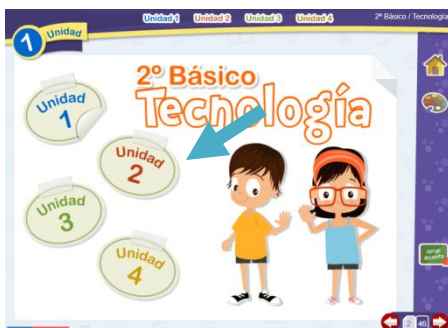 Unidad 1 Unidad 2 Unidad 3 Unidad 4
2º Básico / Tecnología
1 Unidad
2º Básico
Tecnología
Unidad
1
Unidad
2
Unidad
3
Unidad
4
2 46